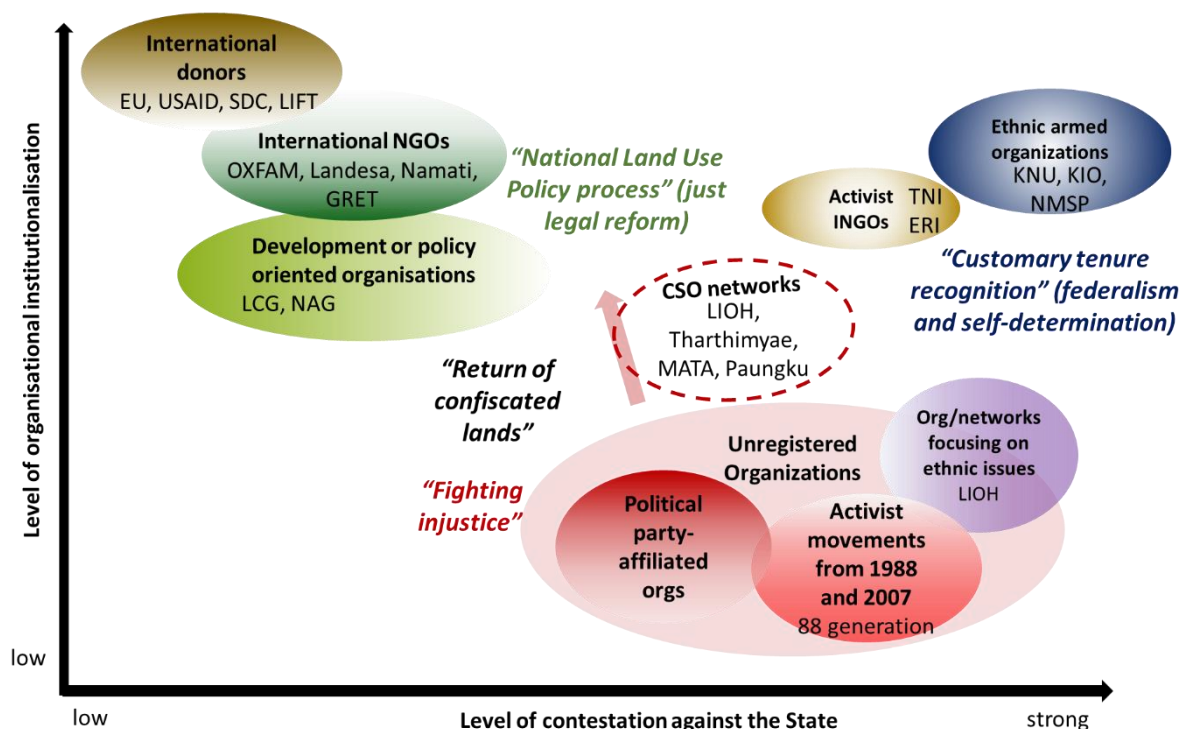 Level of organisational institutionalisation
International
donors
EU, USAID, SDC, LIFT
International NGOs
OXFAM, Landesa, Namati,
GRET
Development or policy
oriented organisations
LCG, NAG
“National Land Use
Policy process” (just
legal reform)
Activist
INGOs
TNI
ERI
Ethnic armed
organizations
KNU, KIO,
NMSP
“Customary tenure
recognition” (federalism
and self-determination)
CSO networks
LIOH,
Tharthimyae,
MATA, Paungku
“Return of
confiscated
lands”
“Fighting
injustice”
Unregistered
Organizations
Org/networks
focusing on
ethnic issues
LIOH
Political
party-
affiliated
orgs
Activist
movements
from 1988
and 2007
88 generation
low
low
Level of contestation against the State
strong